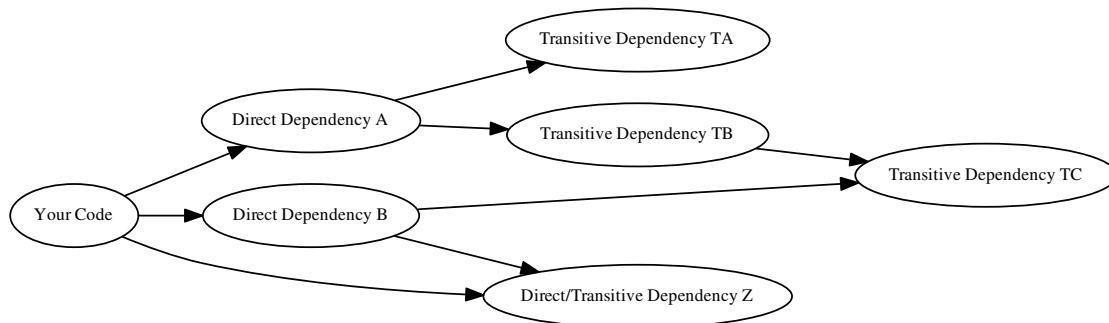 Transitive Dependency TA
Direct Dependency A
Transitive Dependency TB
Transitive Dependency TC
Your Code
Direct Dependency B
Direct/Transitive Dependency Z